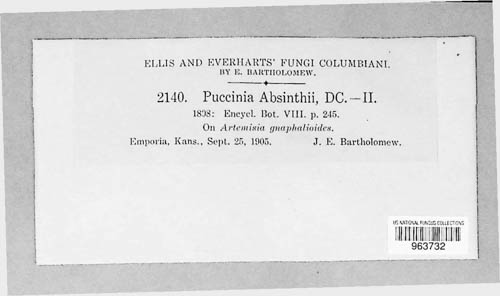 ELLIS AND EVERHARTS' FUNGI COLUMBIANI.
BY E. BARTHOLOMEW.
2140. Puccinia Absinthii, DC.—II.
1808: Encycl. Bot. VIII. p. 245.
On Artemisia gnaphalioides.
Emporia, Kans., Sept. 25, 1905. J. E. Bartholomew.
US NATIONAL FUNGUS COLLECTIONS
963732